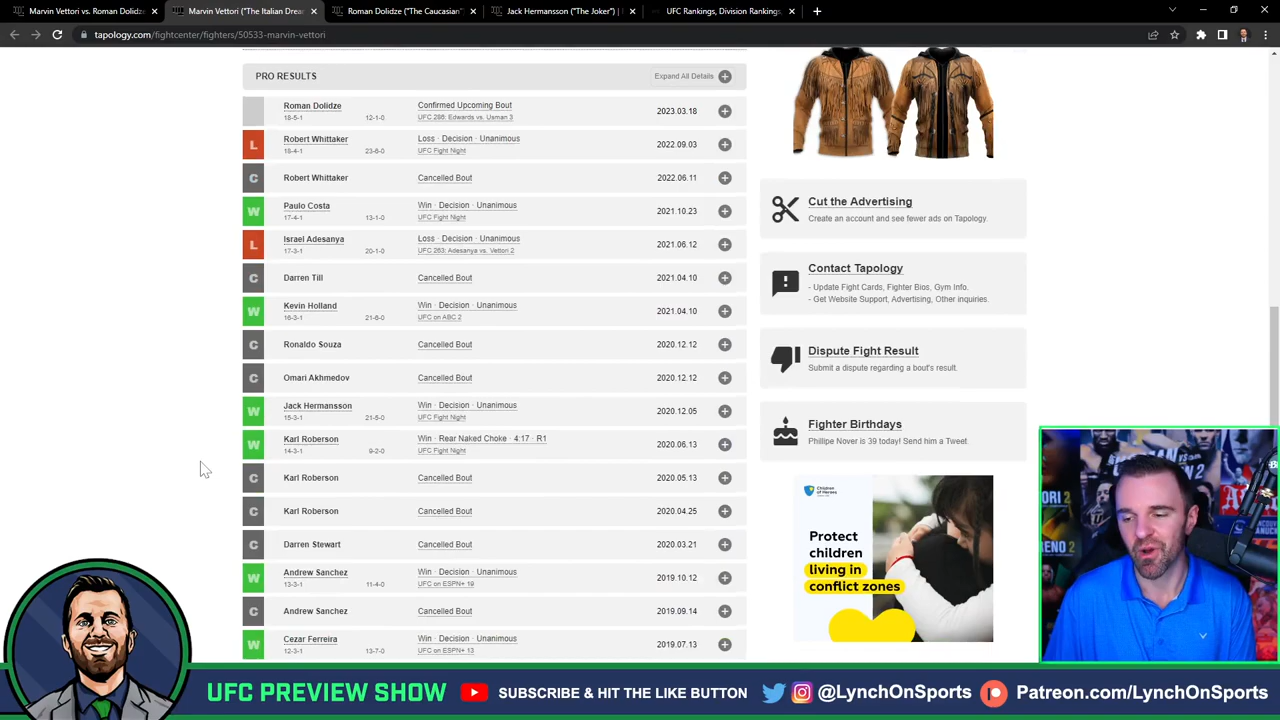 Marvin Vettori vs. Roman Dolidz
Marvin Vettori ("The Italian Dre
Roman Dolidze ("The Caucasian
Jack Hermansson ("The Joker") |
UFC Rankings, Division Rankings,
tapology.com/fightcenter/fighters/50533-marvin-vettori
PRO RESULTS
Expand All Details
Roman Dolidze
18-5-1
12-1-0
Confirmed Upcoming Bout
UFC 286: Edwards vs. Usman 3
2023.03.18
L
Robert Whittaker
18-4-1
23-6-0
Loss · Decision · Unanimous
UFC Fight Night
2022.09.03
C
Robert Whittaker
Cancelled Bout
2022.06.11
W
Paulo Costa
17-4-1
13-1-0
Win · Decision · Unanimous
UFC Fight Night
2021.10.23
L
Israel Adesanya
17-3-1
20-1-0
Loss · Decision · Unanimous
UFC 263: Adesanya vs. Vettori 2
2021.06.12
C
Darren Till
Cancelled Bout
2021.04.10
W
Kevin Holland
16-3-1
21-6-0
Win · Decision · Unanimous
UFC on ABC 2
2021.04.10
C
Ronaldo Souza
Cancelled Bout
2020.12.12
C
Omari Akhmedov
Cancelled Bout
2020.12.12
W
Jack Hermansson
15-3-1
21-5-0
Win · Decision · Unanimous
UFC Fight Night
2020.12.05
W
Karl Roberson
14-3-1
9-2-0
Win · Rear Naked Choke · 4:17 · R1
UFC Fight Night
2020.06.13
C
Karl Roberson
Cancelled Bout
2020.05.13
C
Karl Roberson
Cancelled Bout
2020.04.25
C
Darren Stewart
Cancelled Bout
2020.03.21
W
Andrew Sanchez
13-3-1
11-4-0
Win · Decision · Unanimous
UFC on ESPN+ 19
2019.10.12
C
Andrew Sanchez
Cancelled Bout
2019.09.14
W
Cezar Ferreira
12-3-1
13-7-0
Win · Decision · Unanimous
UFC on ESPN+ 13
2019.07.13
Cut the Advertising
Create an account and see fewer ads on Tapology.
Contact Tapology
- Update Fight Cards, Fighter Bios, Gym Info.
- Get Website Support, Advertising, Other inquiries.
Dispute Fight Result
Submit a dispute regarding a bout's result.
Fighter Birthdays
Phillipe Nover is 39 today! Send him a Tweet.
Children
of Heroes
Protect
children
living in
conflict zones
UFC PREVIEW SHOW
SUBSCRIBE & HIT THE LIKE BUTTON
@LynchOnSports
Patreon.com/LynchOnSports